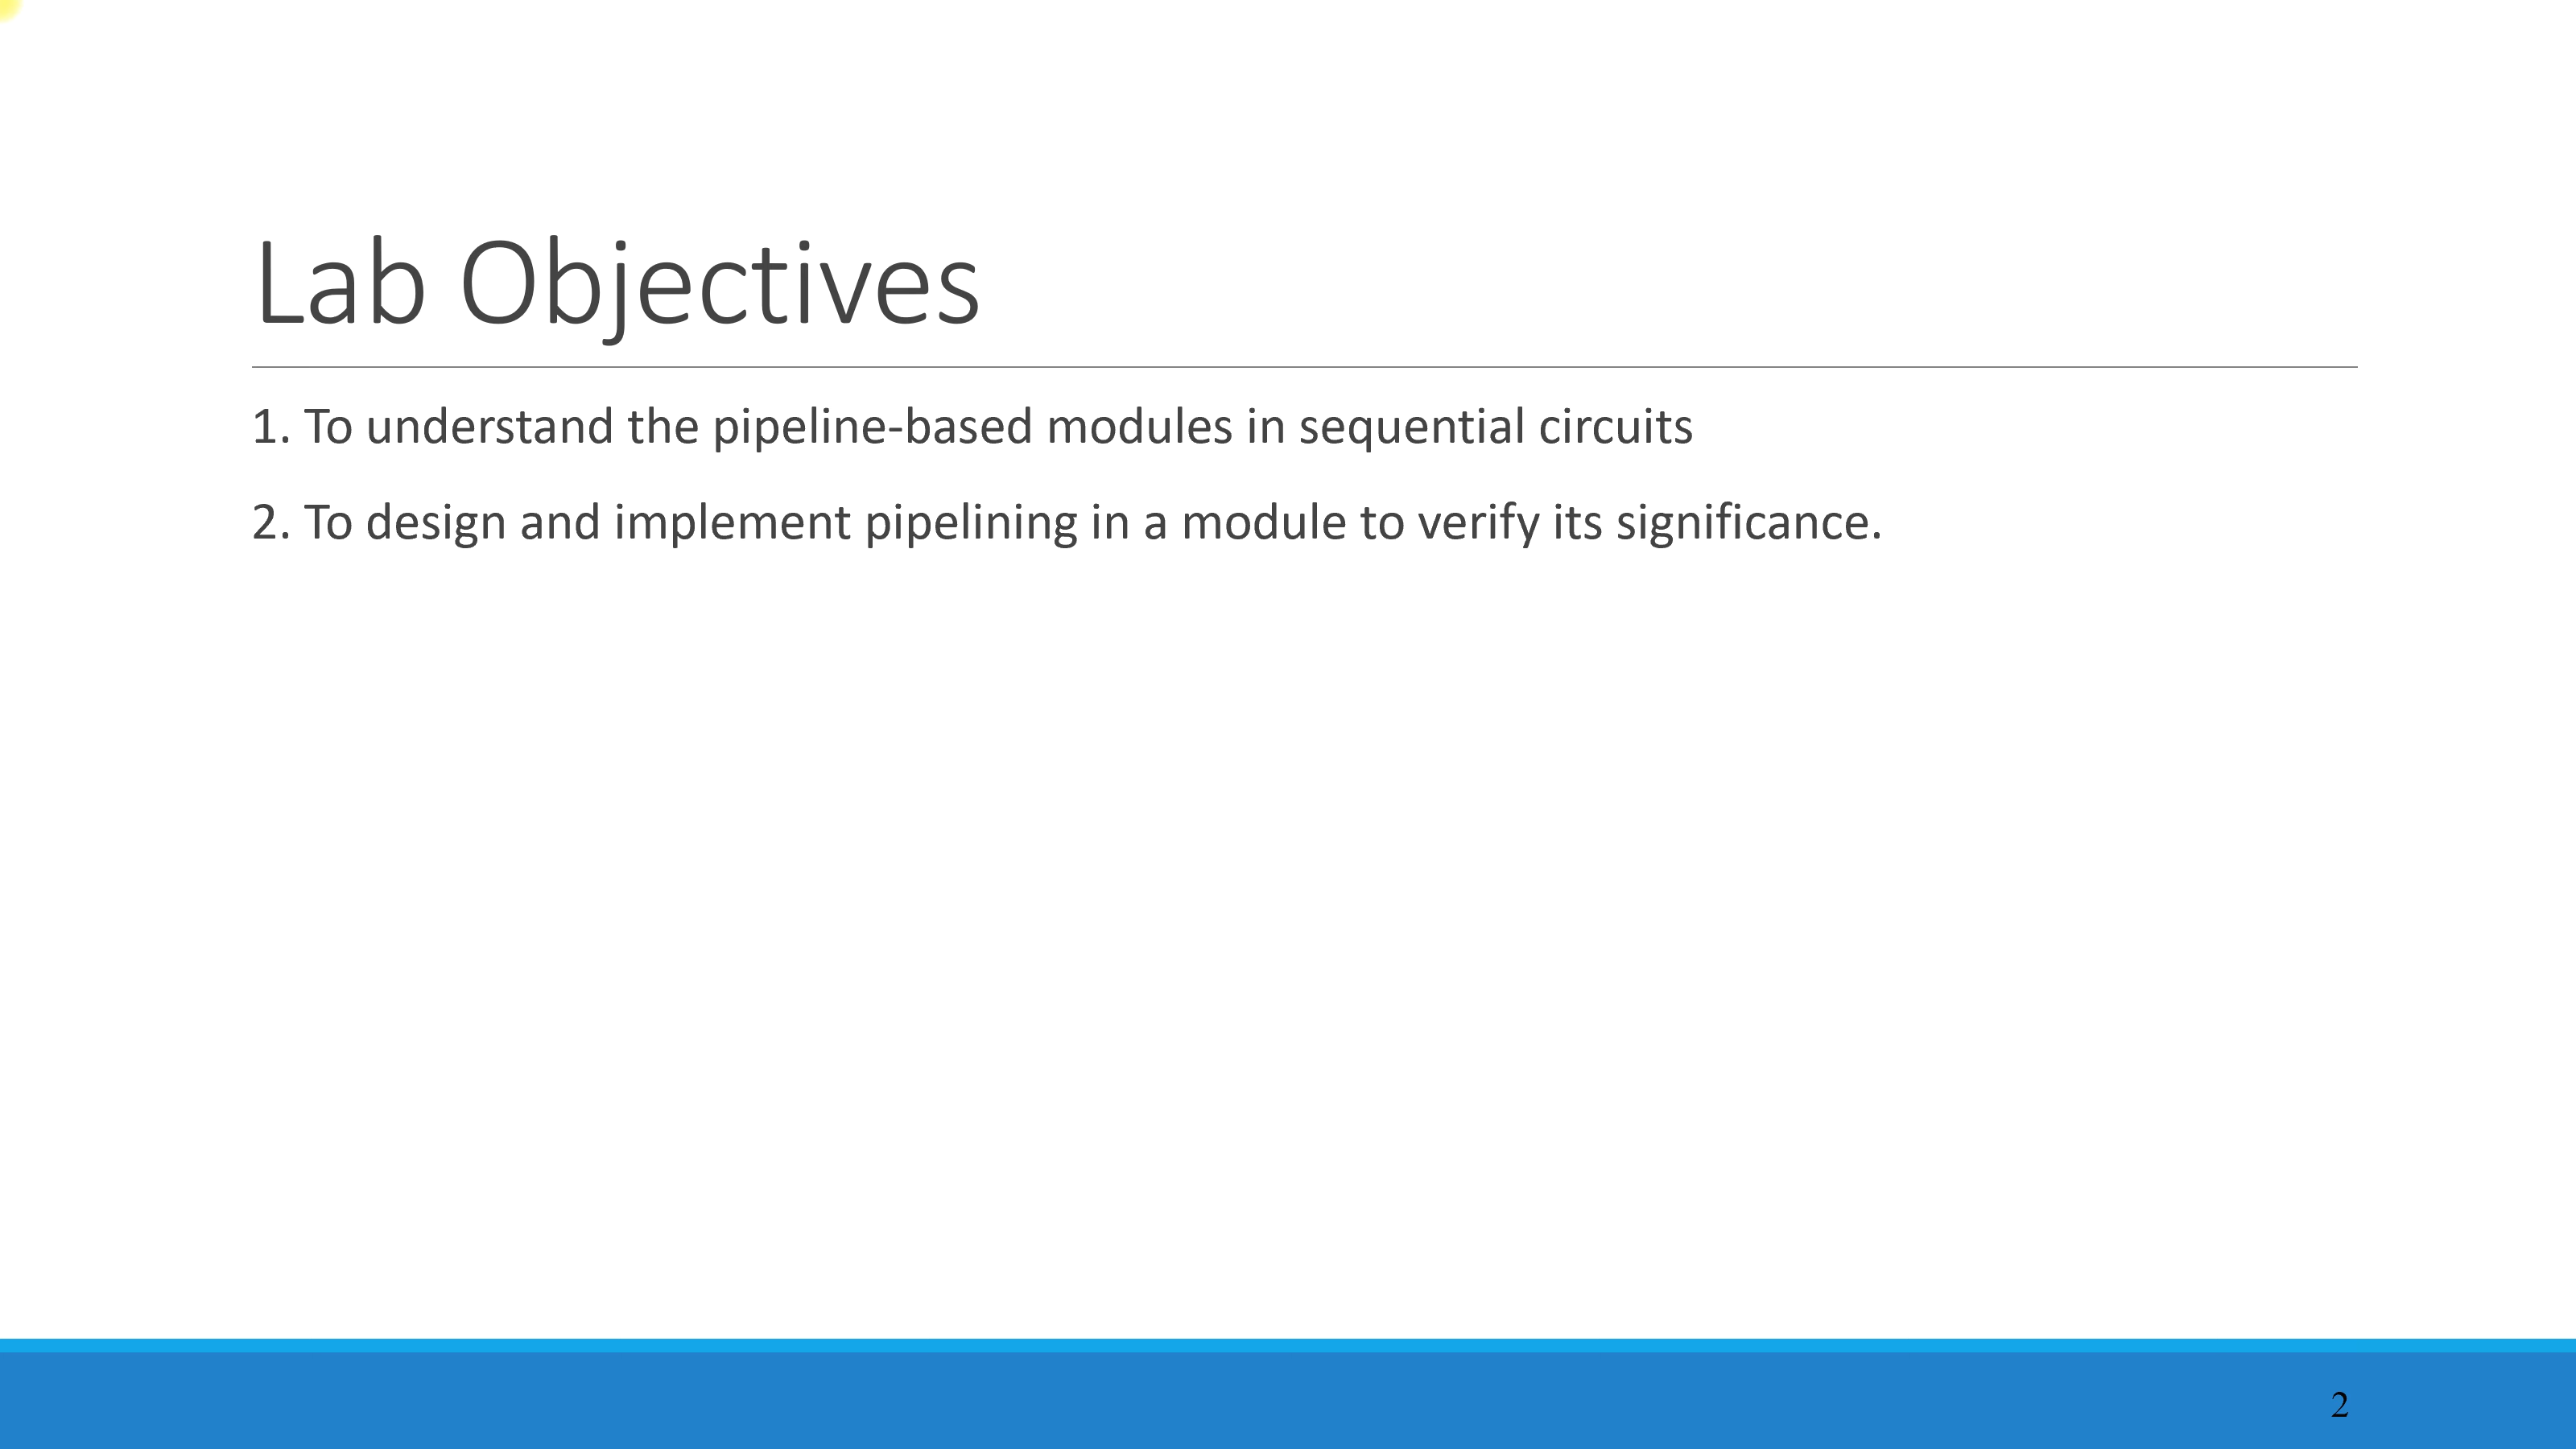 Lab Objectives
1. To understand the pipeline-based modules in sequential circuits
2. To design and implement pipelining in a module to verify its significance.
2